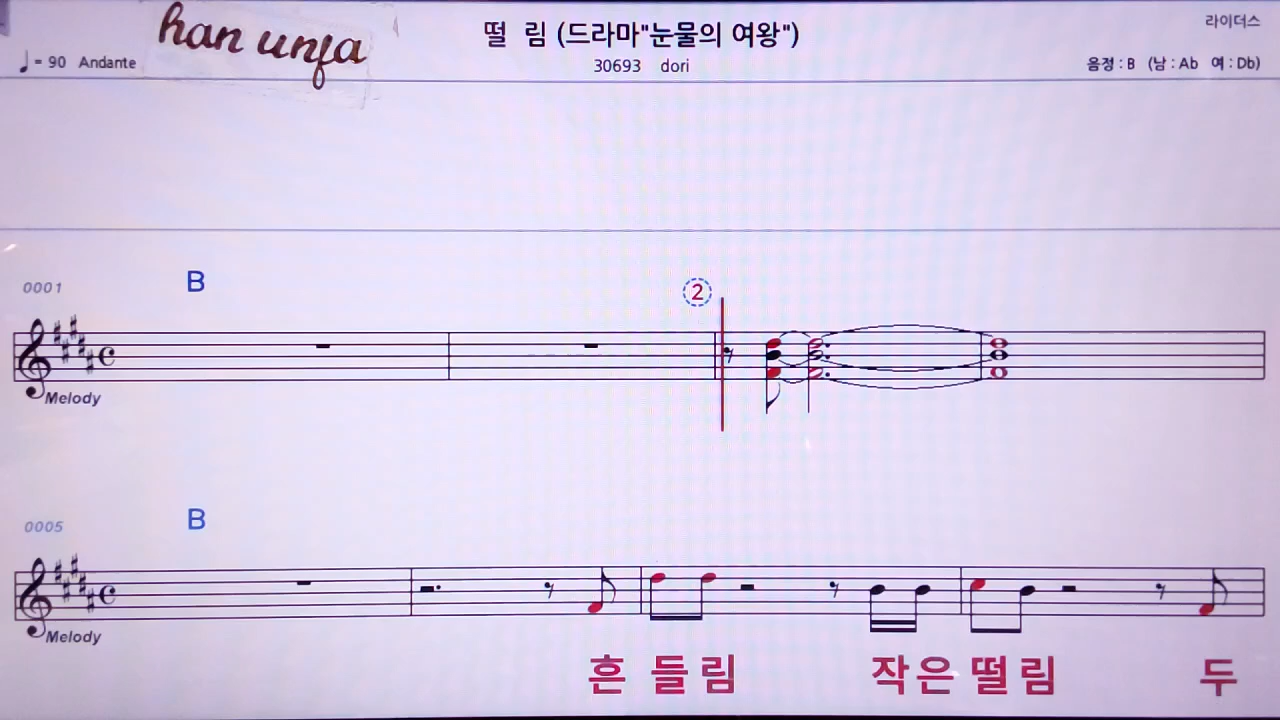 han unja
떨 림 (드라마"눈물의 여왕")
라이더스
♩= 90 Andante
30693 dori
음정 : B (남 : Ab 여 : Db)
0001
B
2
Melody
0005
B
Melody
흔 들 림 작 은 떨 림 두